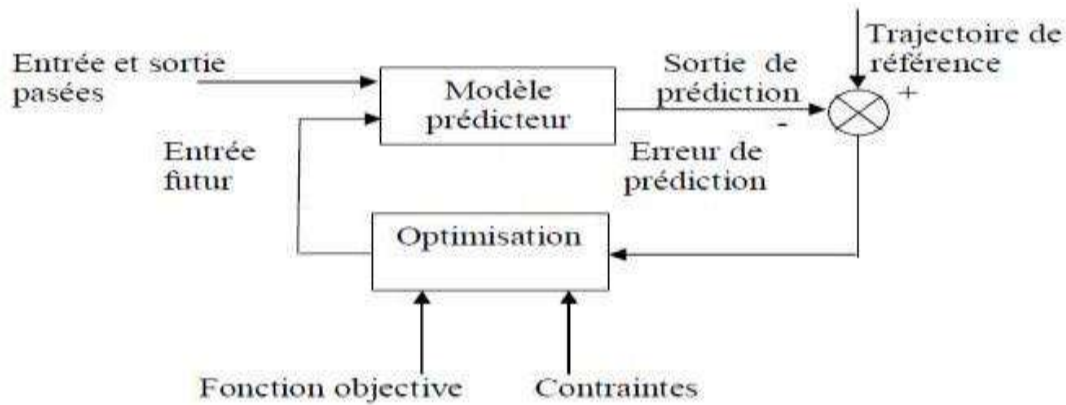 Entrée et sortie
pasées
Modèle
prédicteur
Sortie de
prédiction
-
Trajectoire de
référence
+
Entrée
futur
Erreur de
prédiction
Optimisation
Fonction objective
Contraintes